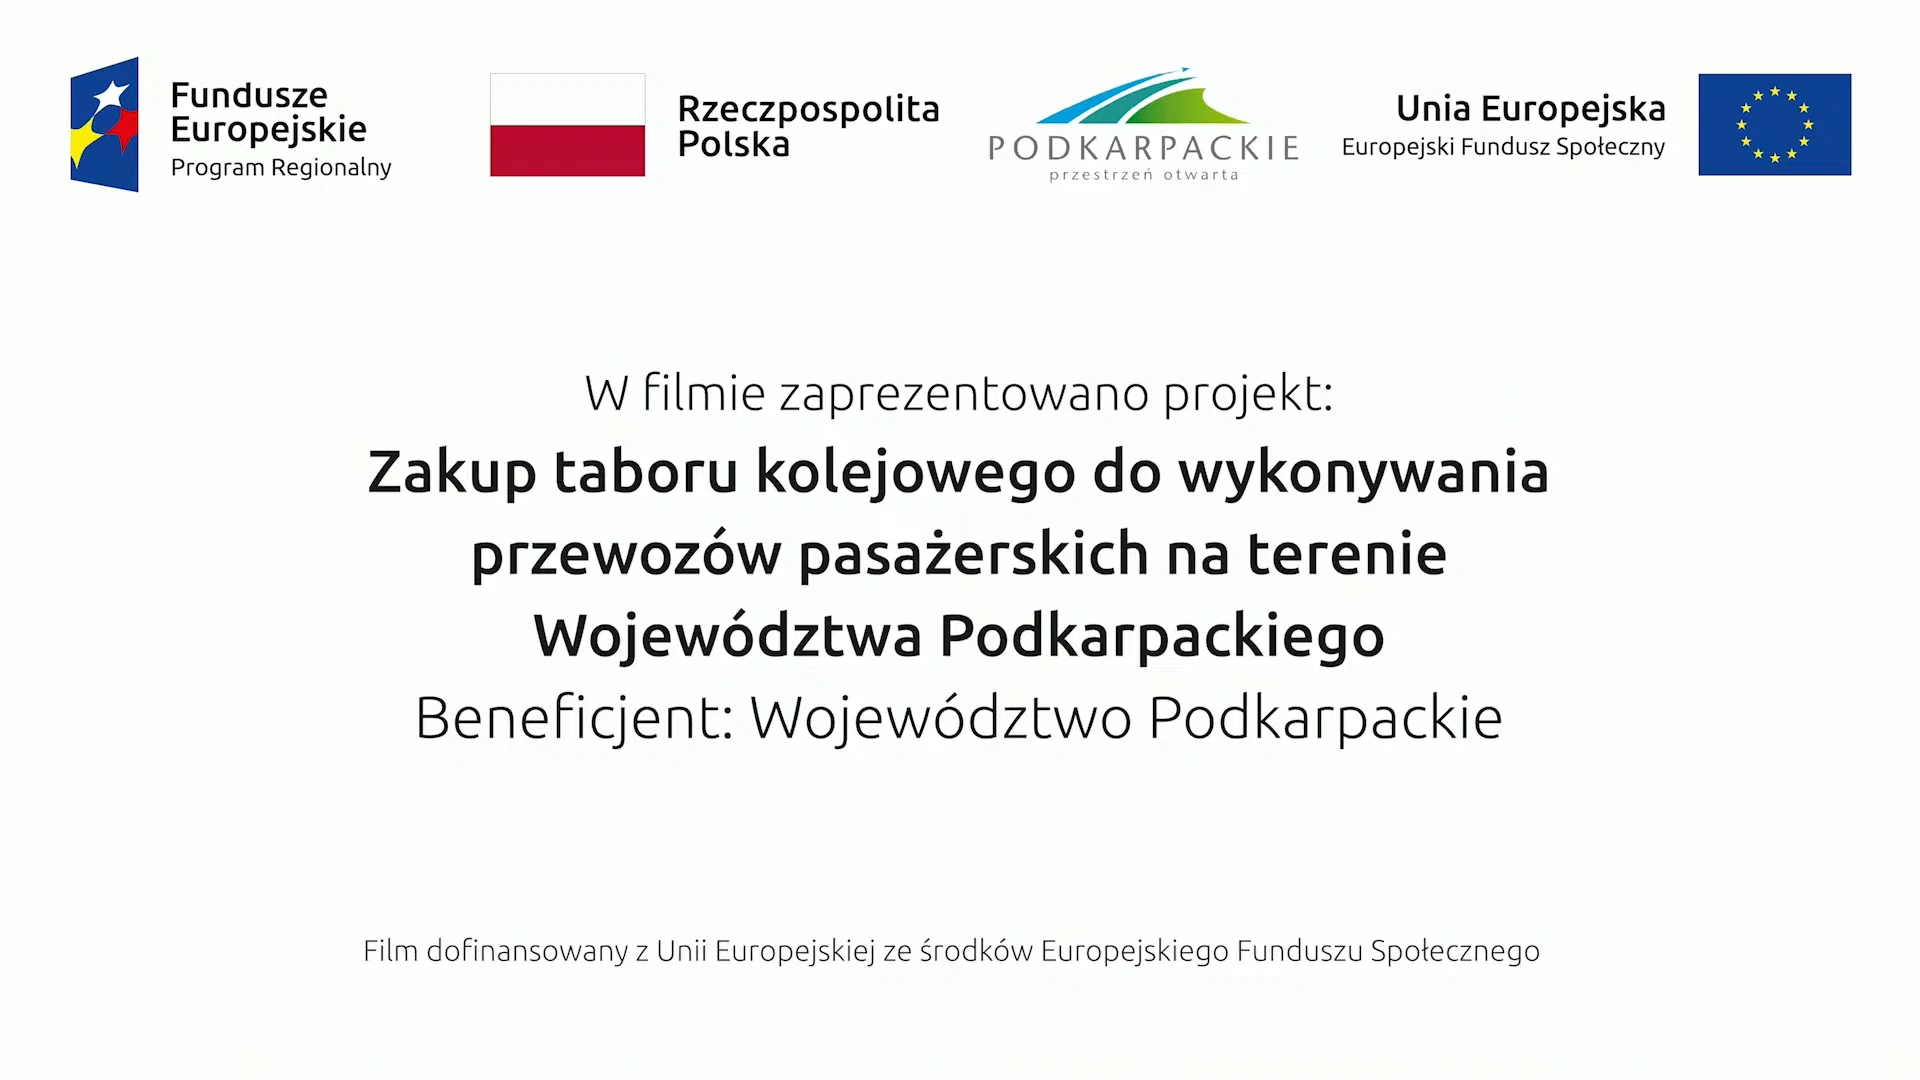 Fundusze
Europejskie
Program Regionalny
Rzeczpospolita
Polska
PODKARPACKIE
przestrzeń otwarta
Unia Europejska
Europejski Fundusz Społeczny
W filmie zaprezentowano projekt:
Zakup taboru kolejowego do wykonywania
przewozów pasażerskich na terenie
Województwa Podkarpackiego
Beneficjent: Województwo Podkarpackie
Film dofinansowany z Unii Europejskiej ze środków Europejskiego Funduszu Społecznego